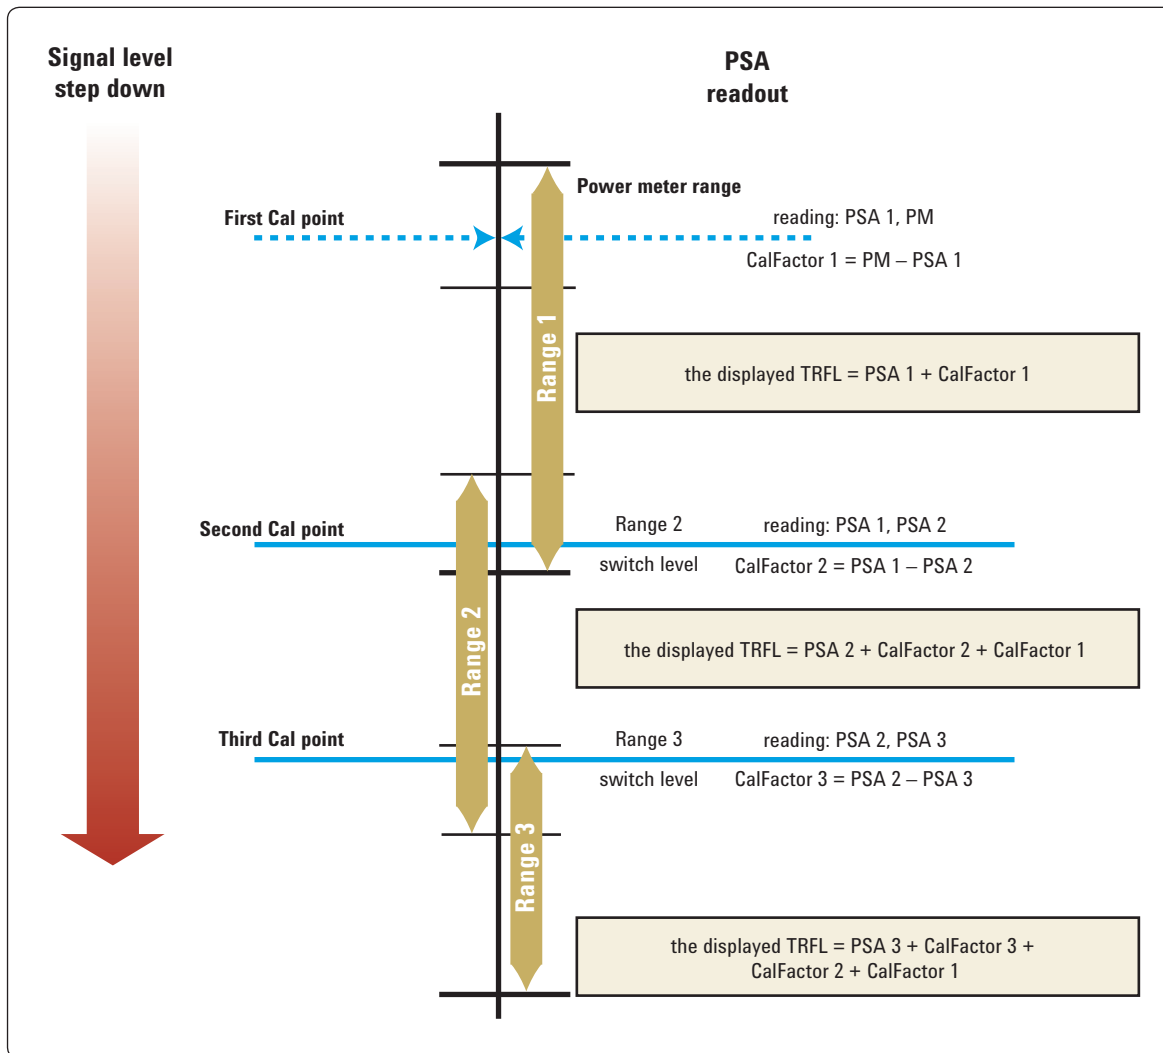 Signal level
step down
PSA
readout
Power meter range
First Cal point
reading: PSA 1, PM
CalFactor 1 = PM – PSA 1
Range 1
the displayed TRFL = PSA 1 + CalFactor 1
Second Cal point
Range 2
reading: PSA 1, PSA 2
switch level
CalFactor 2 = PSA 1 – PSA 2
Range 2
the displayed TRFL = PSA 2 + CalFactor 2 + CalFactor 1
Third Cal point
Range 3
reading: PSA 2, PSA 3
switch level
CalFactor 3 = PSA 2 – PSA 3
Range 3
the displayed TRFL = PSA 3 + CalFactor 3 +
CalFactor 2 + CalFactor 1